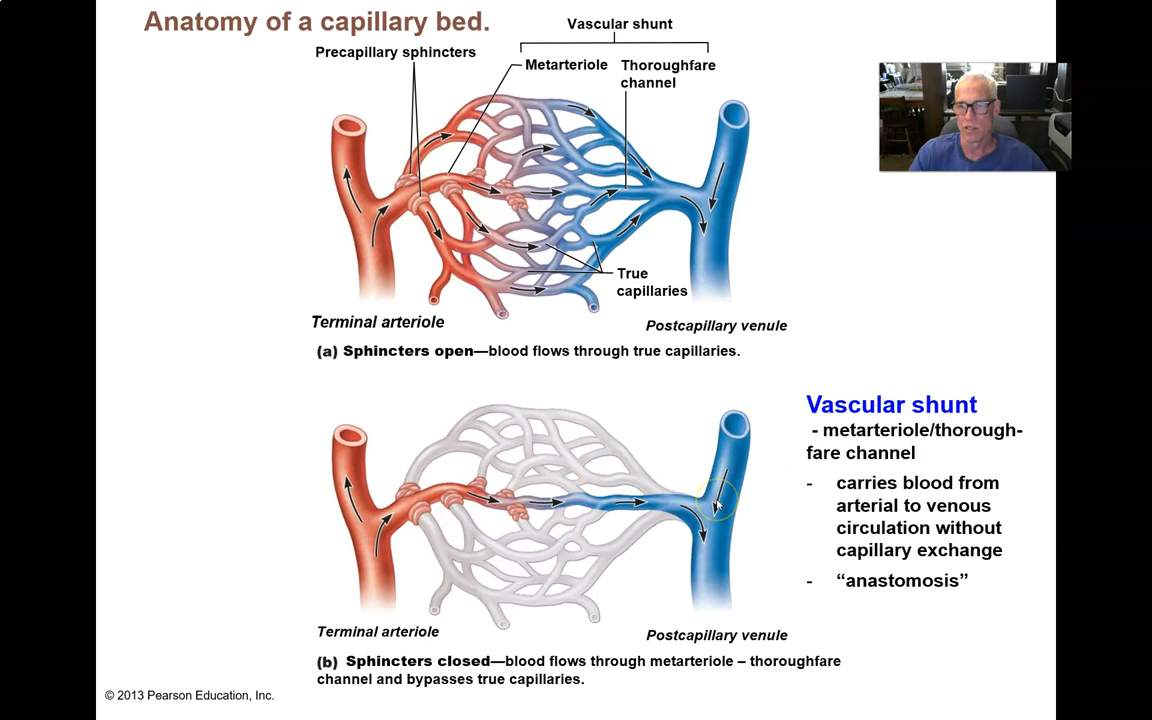 Anatomy of a capillary bed.
Vascular shunt
Precapillary sphincters
Metarteriole
Thoroughfare
channel
True
capillaries
Terminal arteriole
Postcapillary venule
(a) Sphincters open—blood flows through true capillaries.
Vascular shunt
- metarteriole/thorough-
fare channel
- carries blood from
arterial to venous
circulation without
capillary exchange
- “anastomosis”
Terminal arteriole
Postcapillary venule
(b) Sphincters closed—blood flows through metarteriole – thoroughfare
channel and bypasses true capillaries.
© 2013 Pearson Education, Inc.